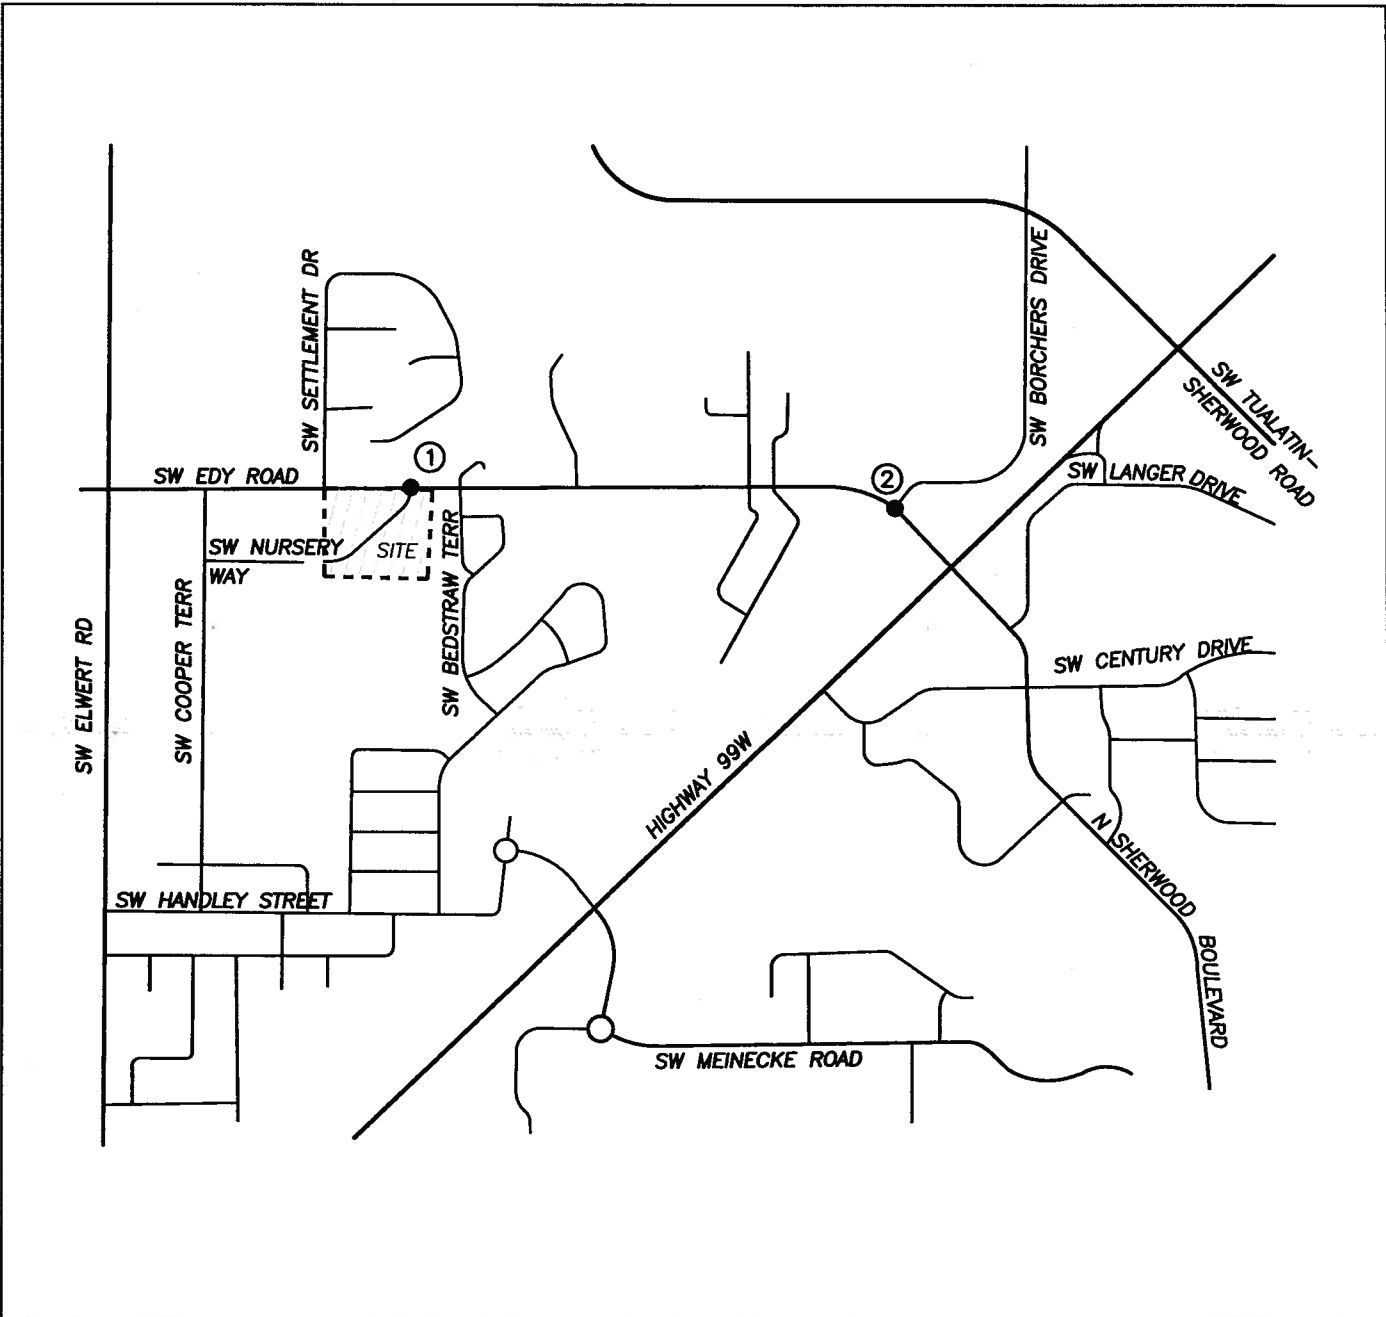 SW SETTLEMENT DR
SW BORCHERS DRIVE
SW TUALATIN-
SHERWOOD ROAD
1
SW EDY ROAD
2
SW LANGER DRIVE
SW NURSERY
WAY
SITE
SW BEDSTRAW TERR
SW COOPER TERR
SW ELWERT RD
SW CENTURY DRIVE
HIGHWAY 99W
N SHERWOOD
BOULEVARD
SW HANDLEY STREET
SW MEINECKE ROAD